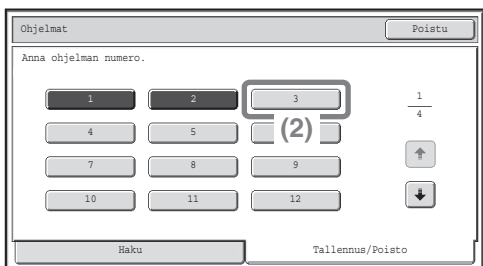 Ohjelmat Poistu
Anna ohjelman numero.
1 2 3 1
4
(2)
4 5
7 8 9
10 11 12
Haku Tallennus/Poisto